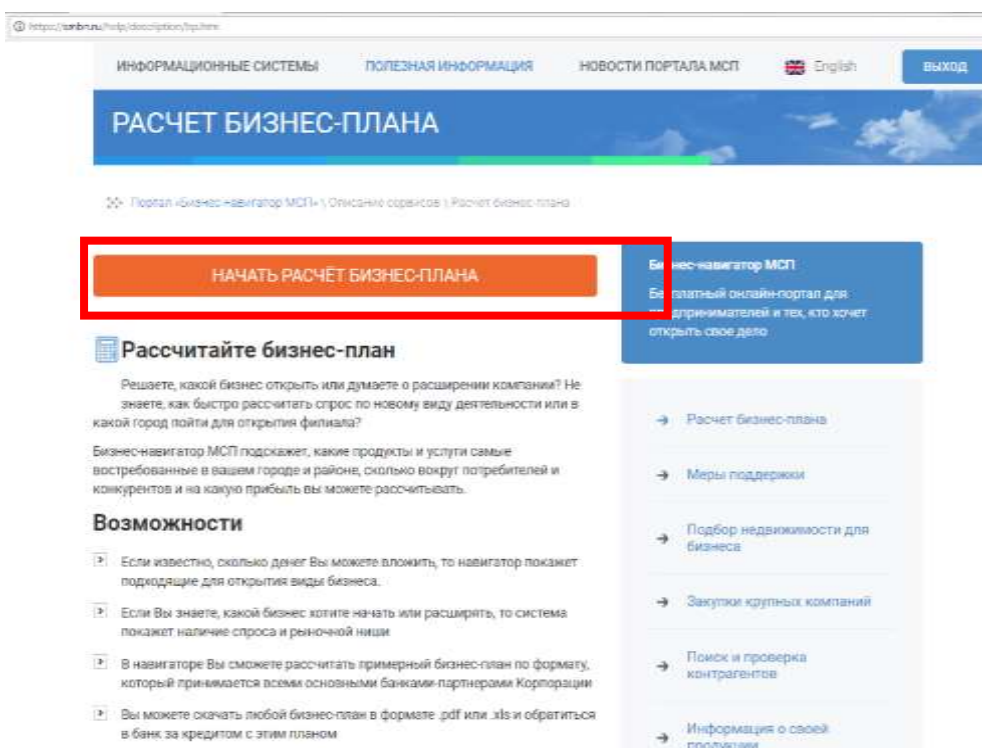 https://smbn.ru/help/description/bp.htm
ИНФОРМАЦИОННЫЕ СИСТЕМЫ ПОЛЕЗНАЯ ИНФОРМАЦИЯ НОВОСТИ ПОРТАЛА МСП English ВЫХОД
РАСЧЕТ БИЗНЕС-ПЛАНА
Портал «Бизнес-навигатор МСП» \ Описание сервисов \ Расчет бизнес-плана
НАЧАТЬ РАСЧЁТ БИЗНЕС-ПЛАНА
Рассчитайте бизнес-план
Решаете, какой бизнес открыть или думаете о расширении компании? Не
знаете, как быстро рассчитать спрос по новому виду деятельности или в
какой город пойти для открытия филиала?
Бизнес-навигатор МСП подскажет, какие продукты и услуги самые
востребованные в вашем городе и районе, сколько вокруг потребителей и
конкурентов и на какую прибыль вы можете рассчитывать.
Возможности
Если известно, сколько денег Вы можете вложить, то навигатор покажет
подходящие для открытия виды бизнеса.
Если Вы знаете, какой бизнес хотите начать или расширять, то система
покажет наличие спроса и рыночной ниши
В навигаторе Вы сможете рассчитать примерный бизнес-план по формату,
который принимается всеми основными банками-партнерами Корпорации
Вы можете скачать любой бизнес-план в формате .pdf или .xls и обратиться
в банк за кредитом с этим планом
Бизнес-навигатор МСП
Бесплатный онлайн-портал для
предпринимателей и тех, кто хочет
открыть свое дело
Расчет бизнес-плана
Меры поддержки
Подбор недвижимости для
бизнеса
Закупки крупных компаний
Поиск и проверка
контрагентов
Информация о своей
продукции